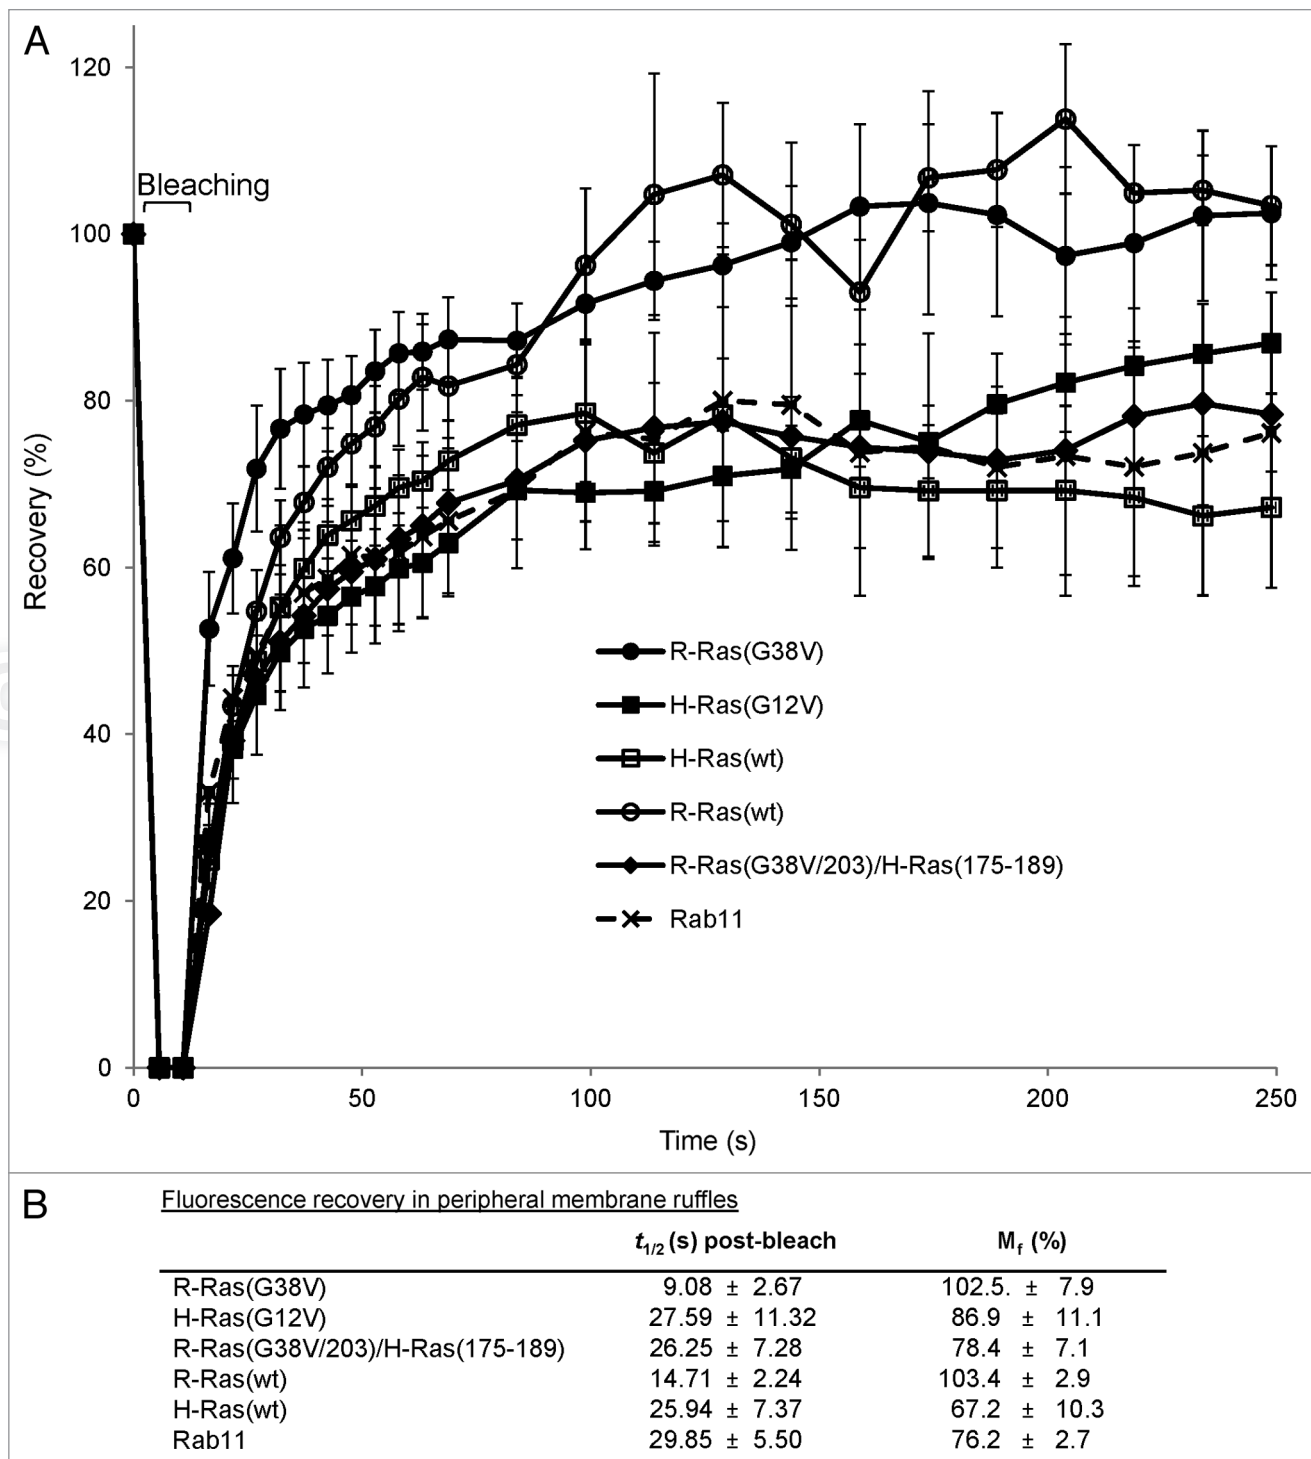 A
120
100
80
60
40
20
0
Recovery (%)
Bleaching
R-Ras(G38V)
H-Ras(G12V)
H-Ras(wt)
R-Ras(wt)
R-Ras(G38V/203)/H-Ras(175-189)
Rab11
0 50 100 150 200 250
Time (s)
B
Fluorescence recovery in peripheral membrane ruffles
t1/2 (s) post-bleach Mf (%)
R-Ras(G38V) 9.08 ± 2.67 102.5. ± 7.9
H-Ras(G12V) 27.59 ± 11.32 86.9 ± 11.1
R-Ras(G38V/203)/H-Ras(175-189) 26.25 ± 7.28 78.4 ± 7.1
R-Ras(wt) 14.71 ± 2.24 103.4 ± 2.9
H-Ras(wt) 25.94 ± 7.37 67.2 ± 10.3
Rab11 29.85 ± 5.50 76.2 ± 2.7